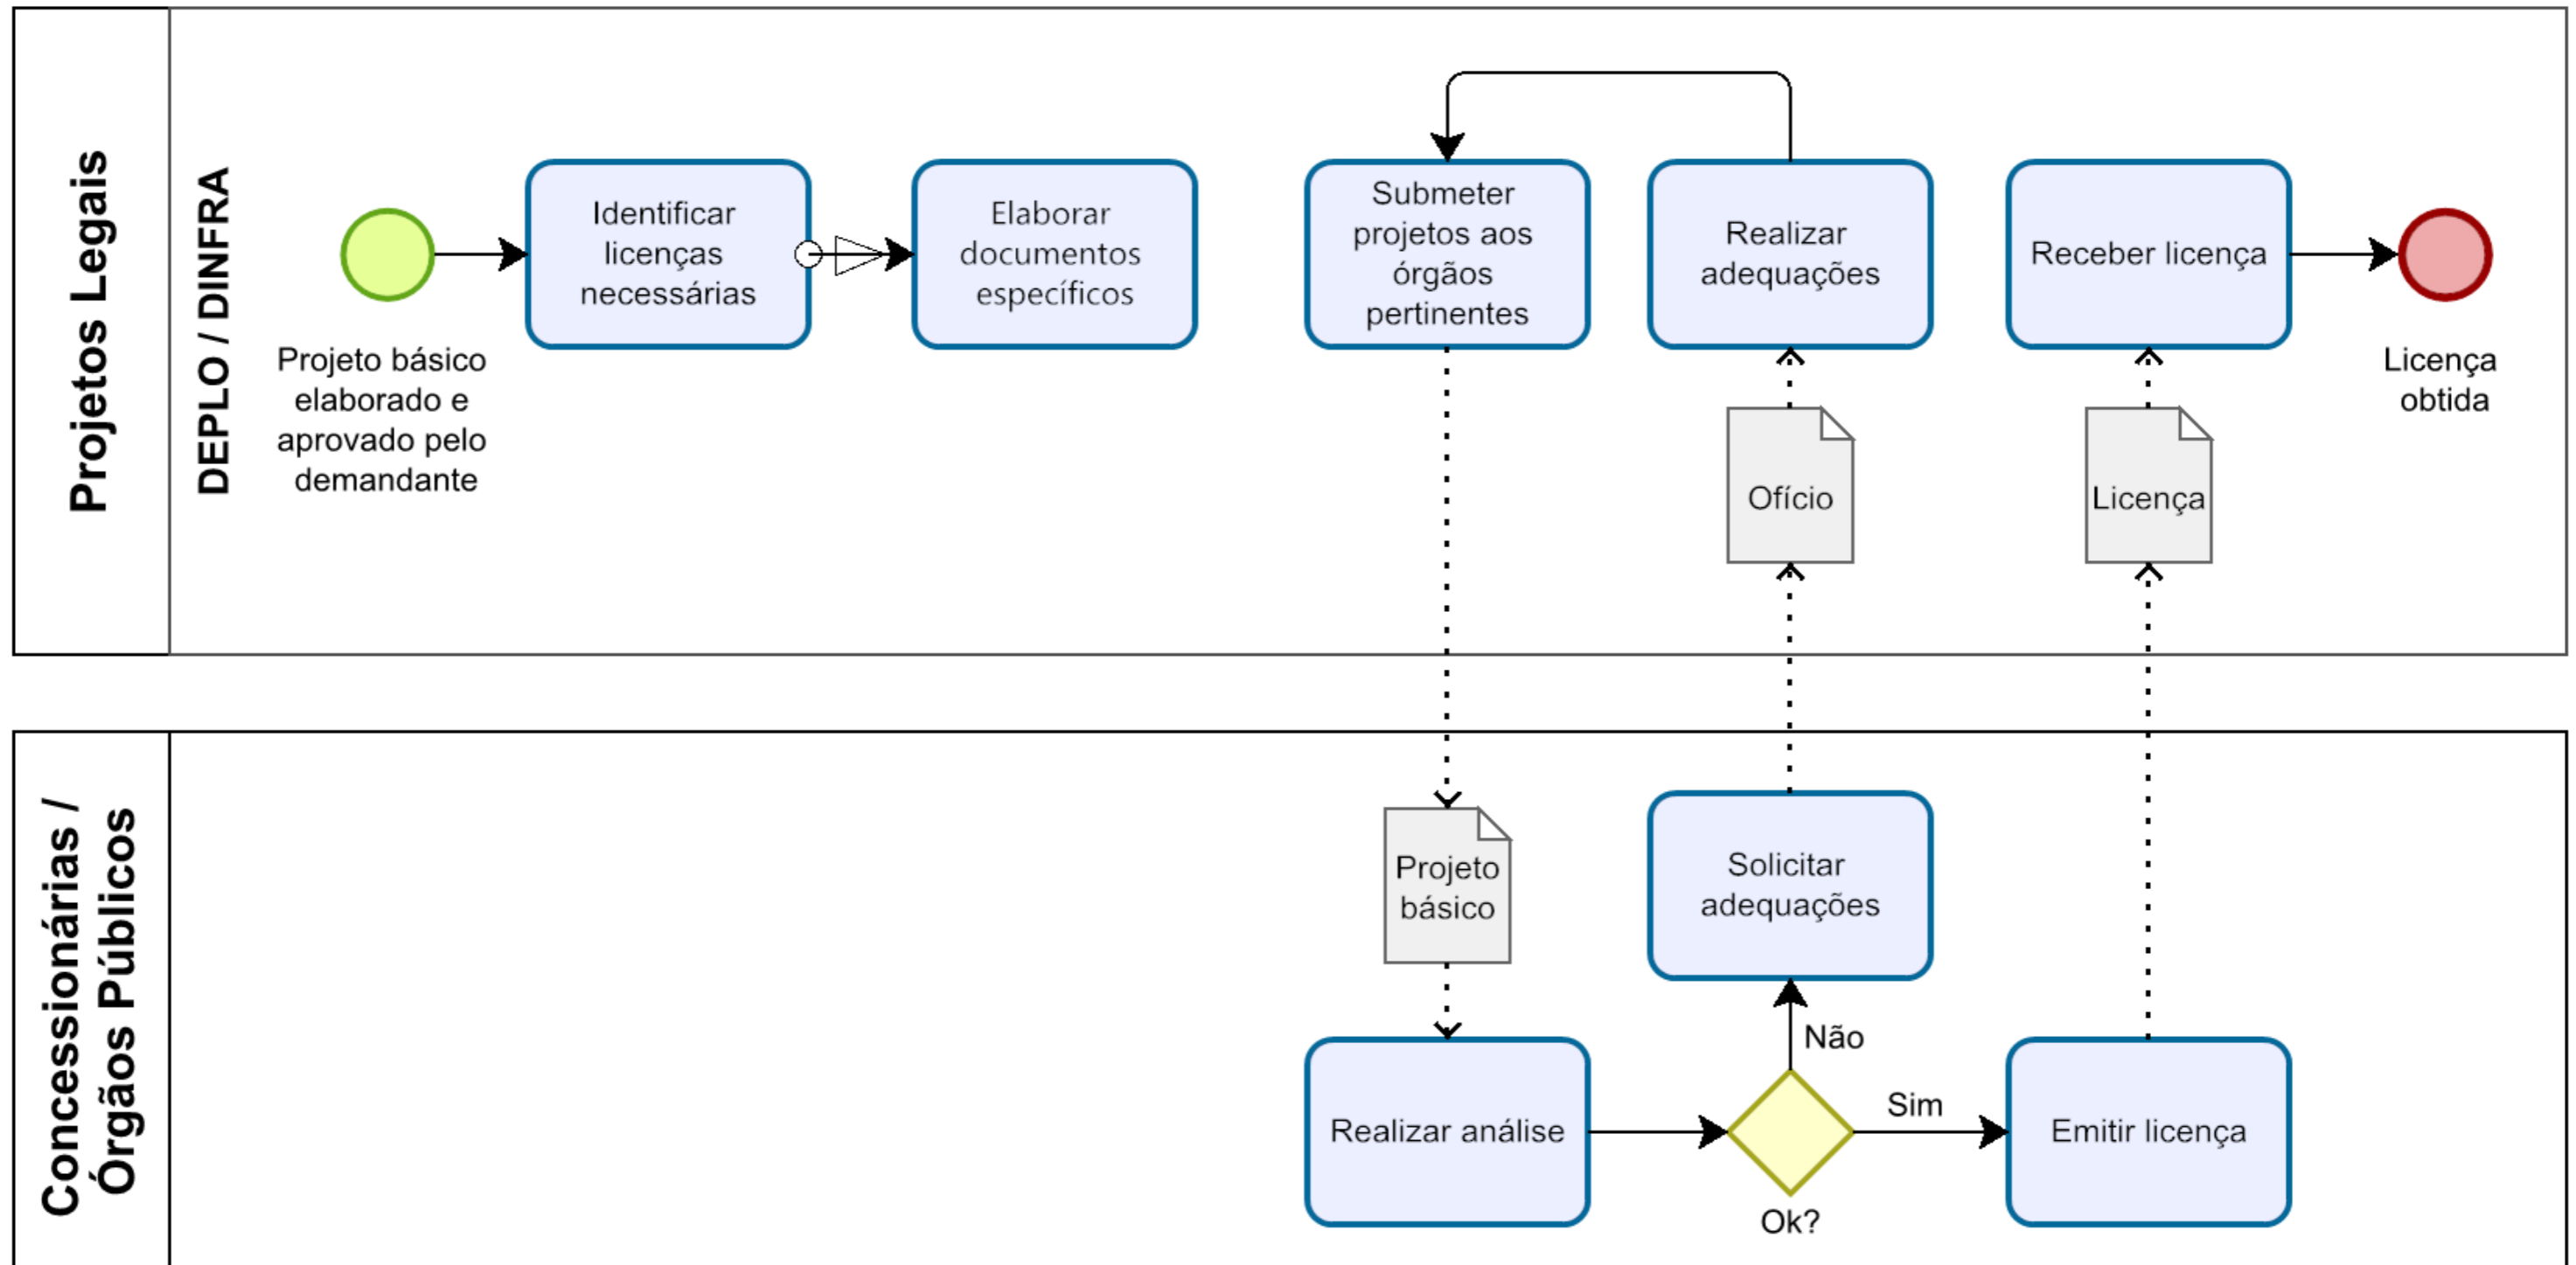 Projetos Legais
DEPLO / DINFRA
Projeto básico
elaborado e
aprovado pelo
demandante
Identificar
licenças
necessárias
Elaborar
documentos
específicos
Submeter
projetos aos
órgãos
pertinentes
Realizar
adequações
Receber licença
Licença
obtida
Ofício
Licença
Concessionárias /
Órgãos Públicos
Projeto
básico
Solicitar
adequações
Realizar análise
Não
Sim
Ok?
Emitir licença